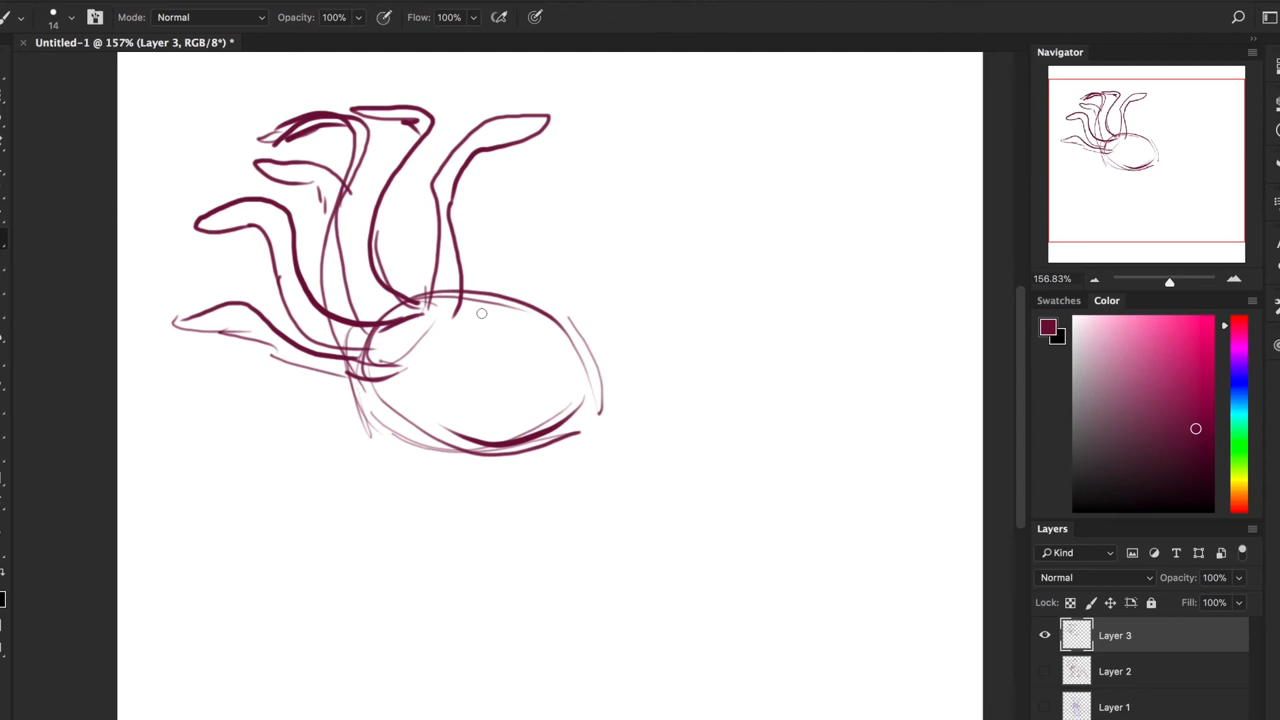 14
Mode: Normal
Opacity: 100%
Flow: 100%
× Untitled-1 @ 157% (Layer 3, RGB/8*) *
Navigator
156.83%
Swatches Color
Layers
Kind
Normal
Opacity: 100%
Lock:
Fill: 100%
Layer 3
Layer 2
Layer 1